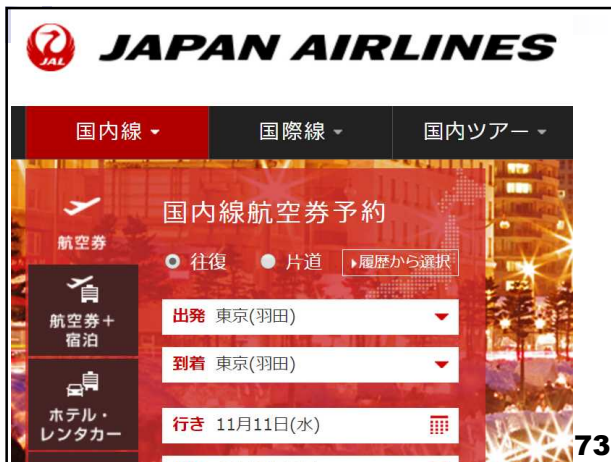 JAL
JAPAN AIRLINES
国内線
国際線
国内ツアー
航空券
国内線航空券予約
往復 片道 履歴から選択
航空券＋
宿泊
出発 東京(羽田)
到着 東京(羽田)
ホテル・
レンタカー
行き 11月11日(水)
73